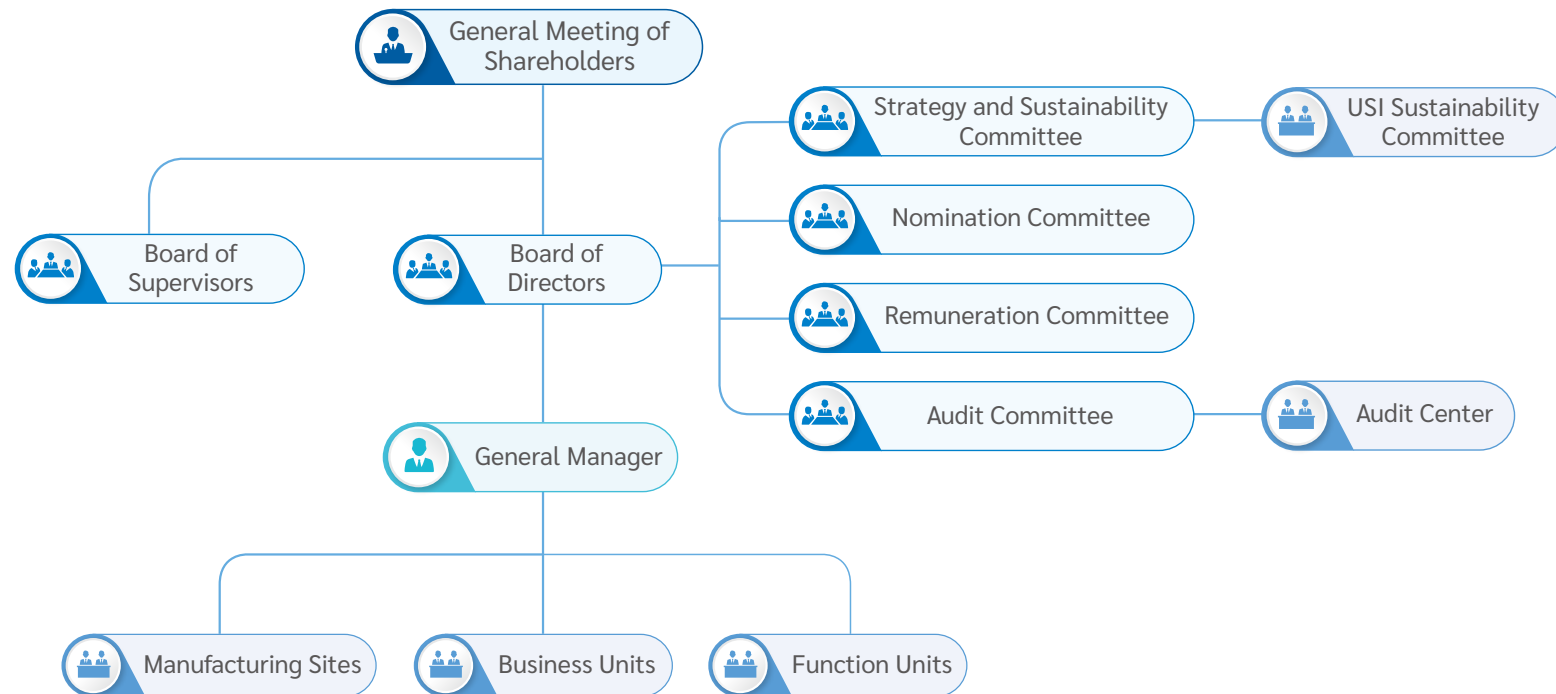 General Meeting of
Shareholders
Strategy and Sustainability
Committee
USI Sustainability
Committee
Nomination Committee
Board of
Supervisors
Board of
Directors
Remuneration Committee
Audit Committee
Audit Center
General Manager
Manufacturing Sites
Business Units
Function Units